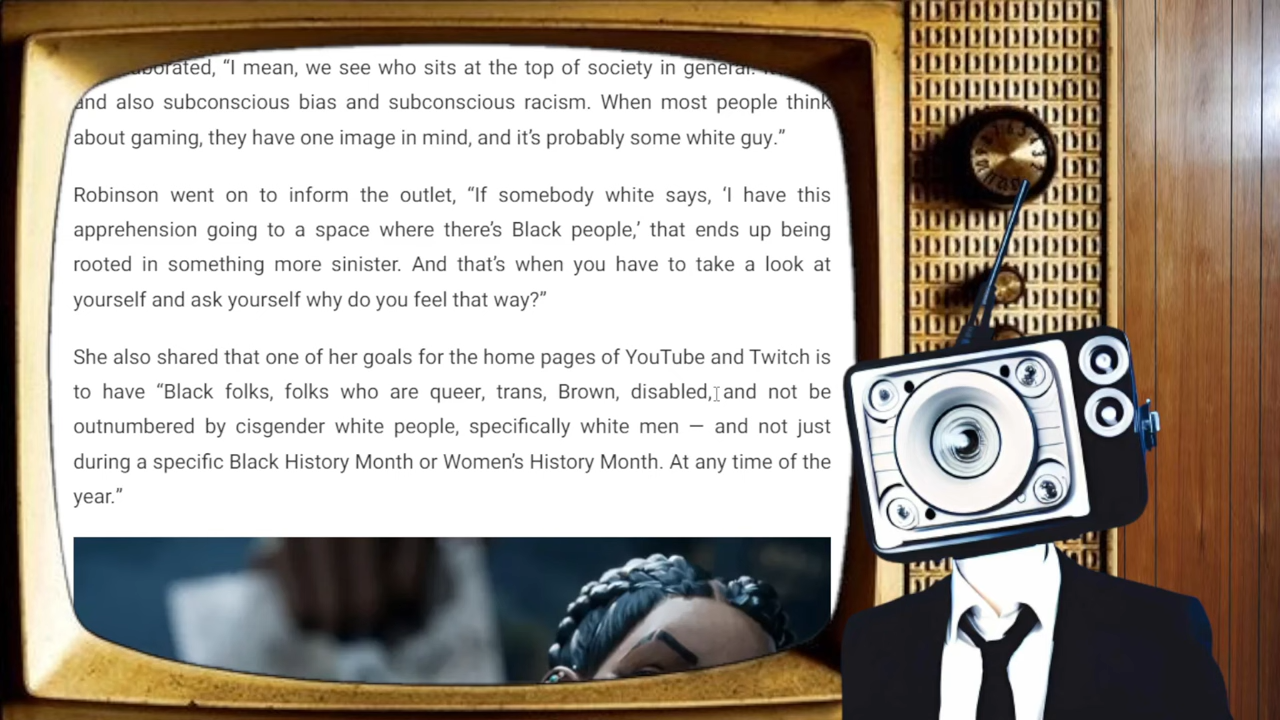 “I mean, we see who sits at the top of society in general.
and also subconscious bias and subconscious racism. When most people think
about gaming, they have one image in mind, and it’s probably some white guy.”
Robinson went on to inform the outlet, “If somebody white says, ‘I have this
apprehension going to a space where there’s Black people,’ that ends up being
rooted in something more sinister. And that’s when you have to take a look at
yourself and ask yourself why do you feel that way?”
She also shared that one of her goals for the home pages of YouTube and Twitch is
to have “Black folks, folks who are queer, trans, Brown, disabled, and not be
outnumbered by cisgender white people, specifically white men — and not just
during a specific Black History Month or Women’s History Month. At any time of the
year.”